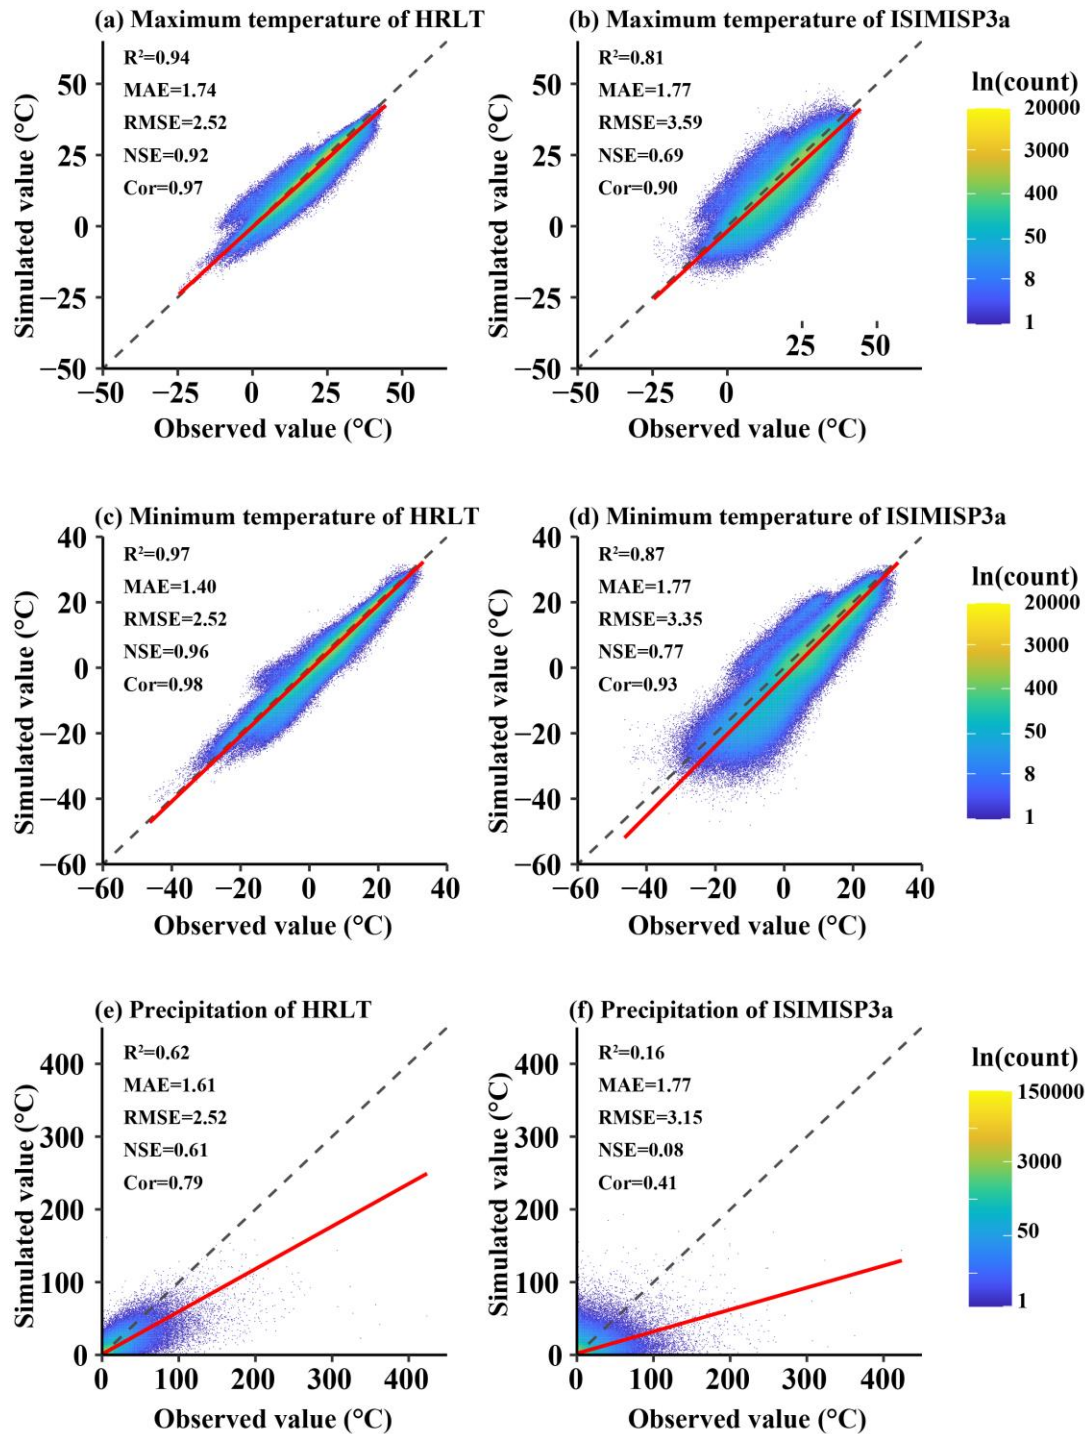 (a) Maximum temperature of HRLT
R²=0.94
MAE=1.74
RMSE=2.52
NSE=0.92
Cor=0.97
Simulated value (°C)
50
25
0
−25
−50
−50 −25 0 25 50
Observed value (°C)
(b) Maximum temperature of ISIMISP3a
R²=0.81
MAE=1.77
RMSE=3.59
NSE=0.69
Cor=0.90
Simulated value (°C)
50
25
0
−25
−50
25 50
−50 −25 0
Observed value (°C)
ln(count)
20000
3000
400
50
8
1
(c) Minimum temperature of HRLT
R²=0.97
MAE=1.40
RMSE=2.52
NSE=0.96
Cor=0.98
Simulated value (°C)
40
20
0
−20
−40
−60
−60 −40 −20 0 20 40
Observed value (°C)
(d) Minimum temperature of ISIMISP3a
R²=0.87
MAE=1.77
RMSE=3.35
NSE=0.77
Cor=0.93
Simulated value (°C)
40
20
0
−20
−40
−60
−60 −40 −20 0 20 40
Observed value (°C)
ln(count)
20000
3000
400
50
8
1
(e) Precipitation of HRLT
R²=0.62
MAE=1.61
RMSE=2.52
NSE=0.61
Cor=0.79
Simulated value (°C)
400
300
200
100
0
0 100 200 300 400
Observed value (°C)
(f) Precipitation of ISIMISP3a
R²=0.16
MAE=1.77
RMSE=3.15
NSE=0.08
Cor=0.41
Simulated value (°C)
400
300
200
100
0
0 100 200 300 400
Observed value (°C)
ln(count)
150000
3000
50
1